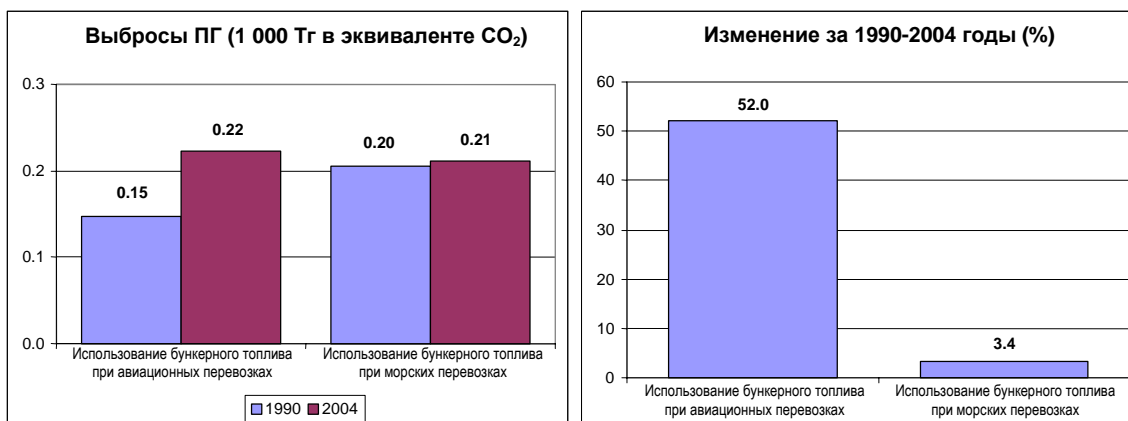 Выбросы ПГ (1 000 Тг в эквиваленте CO₂)
0.3
0.2
0.1
0.0
0.15
0.22
0.20
0.21
Использование бункерного топлива
при авиационных перевозках
Использование бункерного топлива
при морских перевозках
1990
2004
Изменение за 1990-2004 годы (%)
60
50
40
30
20
10
0
52.0
3.4
Использование бункерного топлива
при авиационных перевозках
Использование бункерного топлива
при морских перевозках